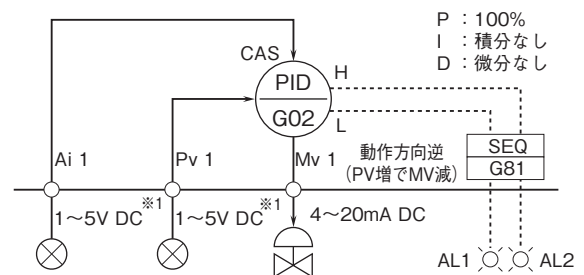 P：100%
I ：積分なし
D：微分なし
CAS
H
PID
G02
L
Ai 1
Pv 1
Mv 1
動作方向逆
（PV増でMV減）
SEQ
G81
1～5V DC※1
1～5V DC※1
4～20mA DC
AL1
AL2